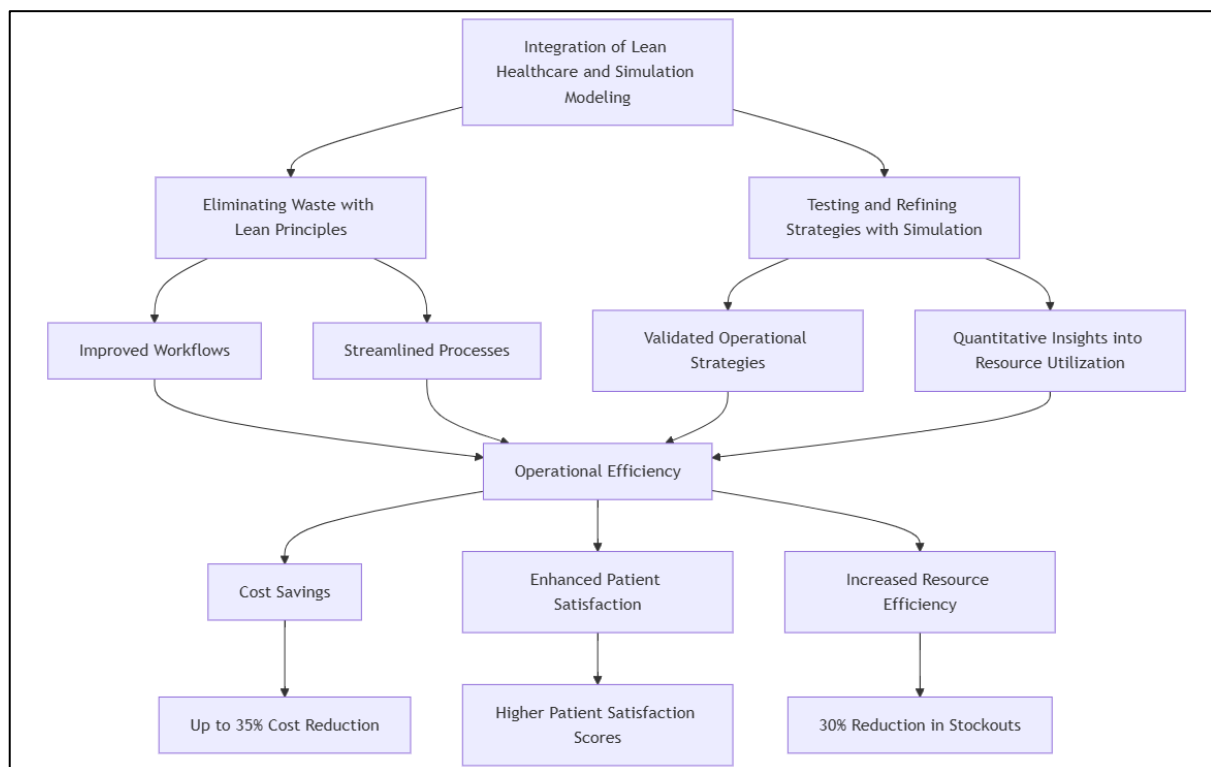 Integration of Lean
Healthcare and Simulation
Modeling
Eliminating Waste with
Lean Principles
Testing and Refining
Strategies with Simulation
Improved Workflows
Streamlined Processes
Validated Operational
Strategies
Quantitative Insights into
Resource Utilization
Operational Efficiency
Cost Savings
Enhanced Patient
Satisfaction
Increased Resource
Efficiency
Up to 35% Cost Reduction
Higher Patient Satisfaction
Scores
30% Reduction in Stockouts